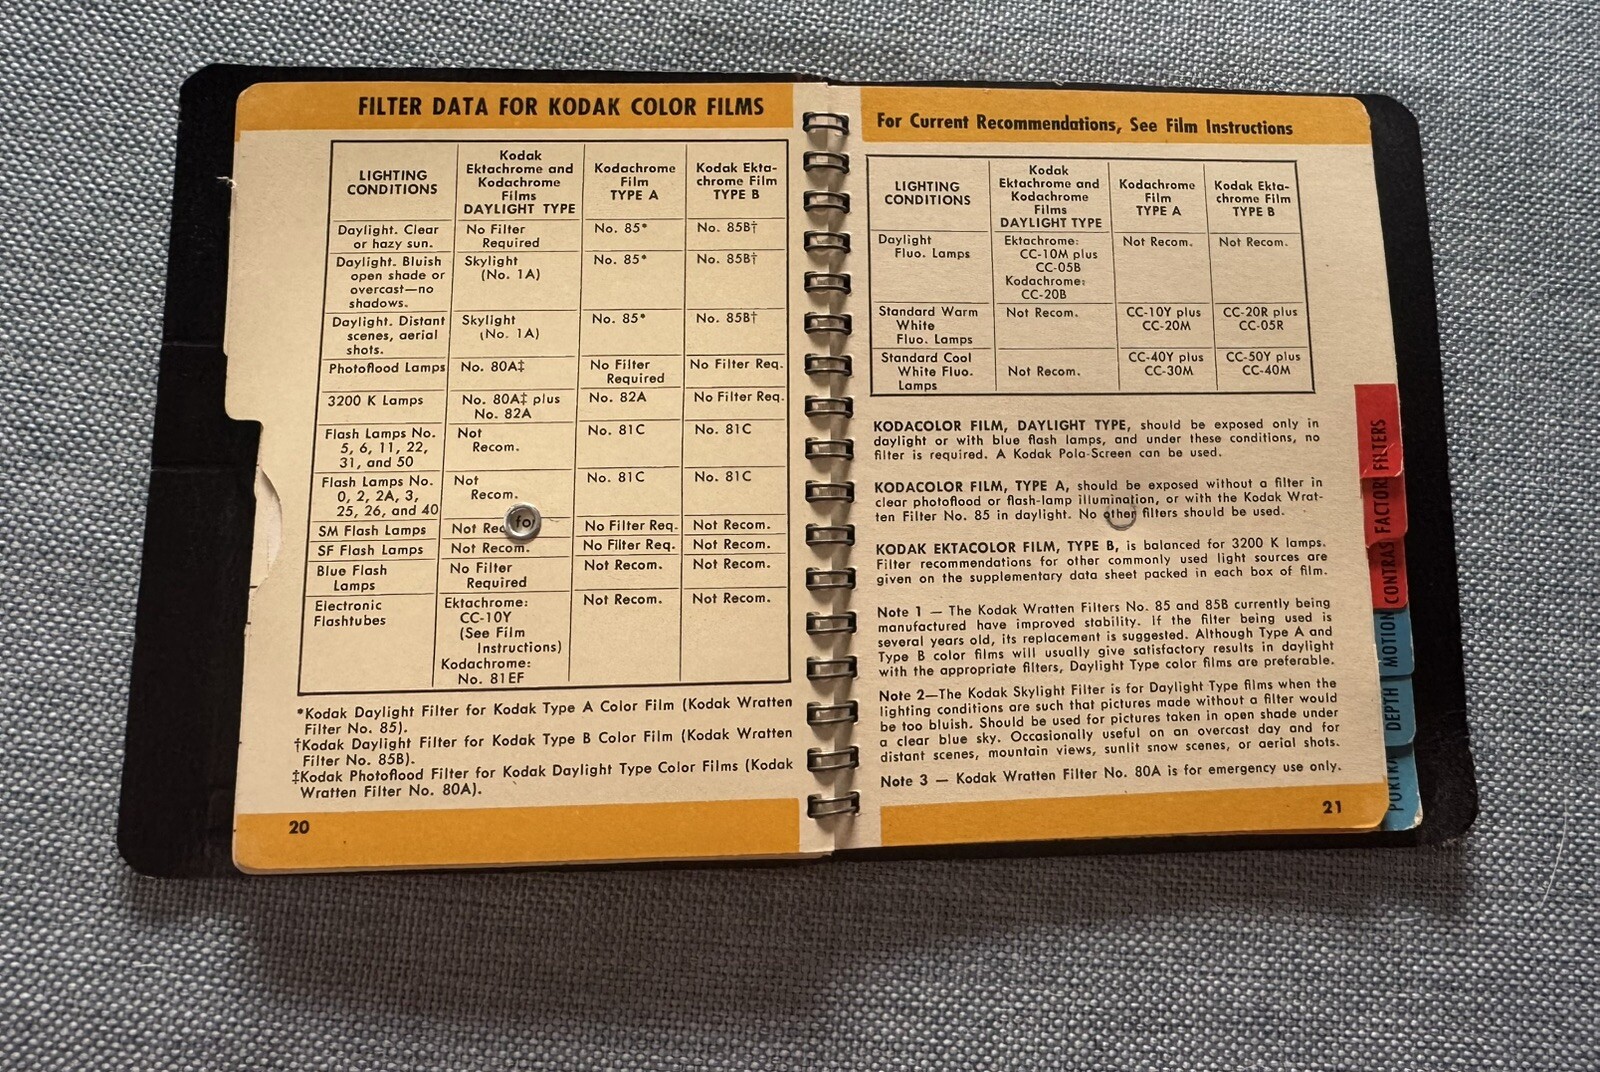 FILTER DATA FOR KODAK COLOR FILMS
LIGHTING
CONDITIONS
Kodak
Ektachrome and
Kodachrome
Films
DAYLIGHT TYPE
Kodachrome
Film
TYPE A
Kodak Ekta-
chrome Film
TYPE B
Daylight. Clear
or hazy sun.
No Filter
Required
No. 85*
No. 85B†
Daylight. Bluish
open shade or
overcast—no
shadows.
Skylight
(No. 1A)
No. 85*
No. 85B†
Daylight. Distant
scenes, aerial
shots.
Skylight
(No. 1A)
No. 85*
No. 85B†
Photoflood Lamps
No. 80A‡
No Filter
Required
No Filter Req.
3200 K Lamps
No. 80A‡ plus
No. 82A
No. 82A
No Filter Req.
Flash Lamps No.
5, 6, 11, 22,
31, and 50
Not
Recom.
No. 81C
No. 81C
Flash Lamps No.
0, 2, 2A, 3,
25, 26, and 40
Not
Recom.
No. 81C
No. 81C
SM Flash Lamps
Not Rec
for
No Filter Req.
Not Recom.
SF Flash Lamps
Not Recom.
No Filter Req.
Not Recom.
Blue Flash
Lamps
No Filter
Required
Not Recom.
Not Recom.
Electronic
Flashtubes
Ektachrome:
CC-10Y
(See Film
Instructions)
Kodachrome:
No. 81EF
Not Recom.
Not Recom.
*Kodak Daylight Filter for Kodak Type A Color Film (Kodak Wratten
Filter No. 85).
†Kodak Daylight Filter for Kodak Type B Color Film (Kodak Wratten
Filter No. 85B).
‡Kodak Photoflood Filter for Kodak Daylight Type Color Films (Kodak
Wratten Filter No. 80A).
20
For Current Recommendations, See Film Instructions
LIGHTING
CONDITIONS
Kodak
Ektachrome and
Kodachrome
Films
DAYLIGHT TYPE
Kodachrome
Film
TYPE A
Kodak Ekta-
chrome Film
TYPE B
Daylight
Fluo. Lamps
Ektachrome:
CC-10M plus
CC-05B
Kodachrome:
CC-20B
Not Recom.
Not Recom.
Standard Warm
White
Fluo. Lamps
Not Recom.
CC-10Y plus
CC-20M
CC-20R plus
CC-05R
Standard Cool
White Fluo.
Lamps
Not Recom.
CC-40Y plus
CC-30M
CC-50Y plus
CC-40M
KODACOLOR FILM, DAYLIGHT TYPE, should be exposed only in
daylight or with blue flash lamps, and under these conditions, no
filter is required. A Kodak Pola-Screen can be used.
KODACOLOR FILM, TYPE A, should be exposed without a filter in
clear photoflood or flash-lamp illumination, or with the Kodak Wrat-
ten Filter No. 85 in daylight. No other filters should be used.
KODAK EKTACOLOR FILM, TYPE B, is balanced for 3200 K lamps.
Filter recommendations for other commonly used light sources are
given on the supplementary data sheet packed in each box of film.
Note 1 — The Kodak Wratten Filters No. 85 and 85B currently being
manufactured have improved stability. If the filter being used is
several years old, its replacement is suggested. Although Type A and
Type B color films will usually give satisfactory results in daylight
with the appropriate filters, Daylight Type color films are preferable.
Note 2—The Kodak Skylight Filter is for Daylight Type films when the
lighting conditions are such that pictures made without a filter would
be too bluish. Should be used for pictures taken in open shade under
a clear blue sky. Occasionally useful on an overcast day and for
distant scenes, mountain views, sunlit snow scenes, or aerial shots.
Note 3 — Kodak Wratten Filter No. 80A is for emergency use only.
21
FILTERS
FACTOR
CONTRAS
MOTION
DEPTH
PORTRA